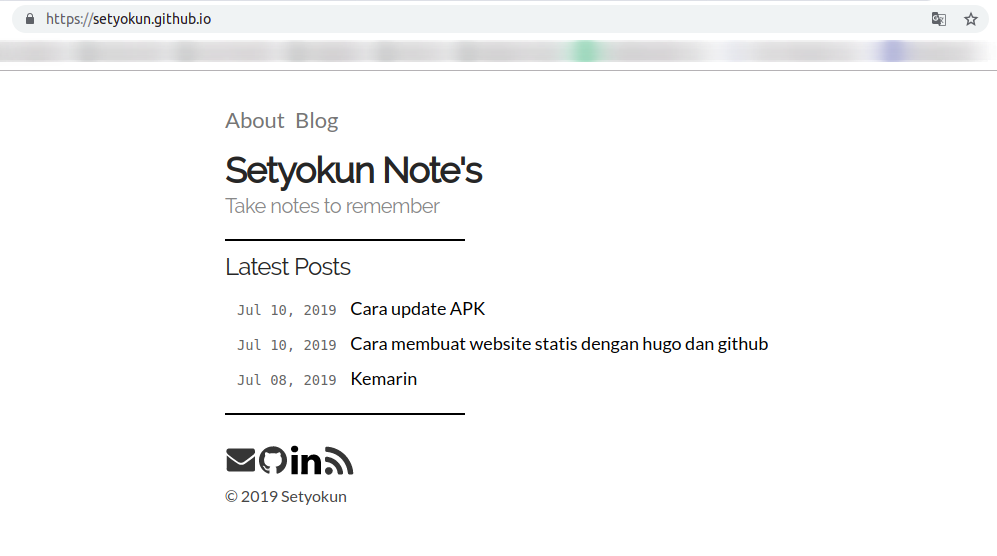 https://setyokun.github.io
About Blog
Setyokun Note's
Take notes to remember
Latest Posts
Jul 10, 2019 Cara update APK
Jul 10, 2019 Cara membuat website statis dengan hugo dan github
Jul 08, 2019 Kemarin
in
© 2019 Setyokun